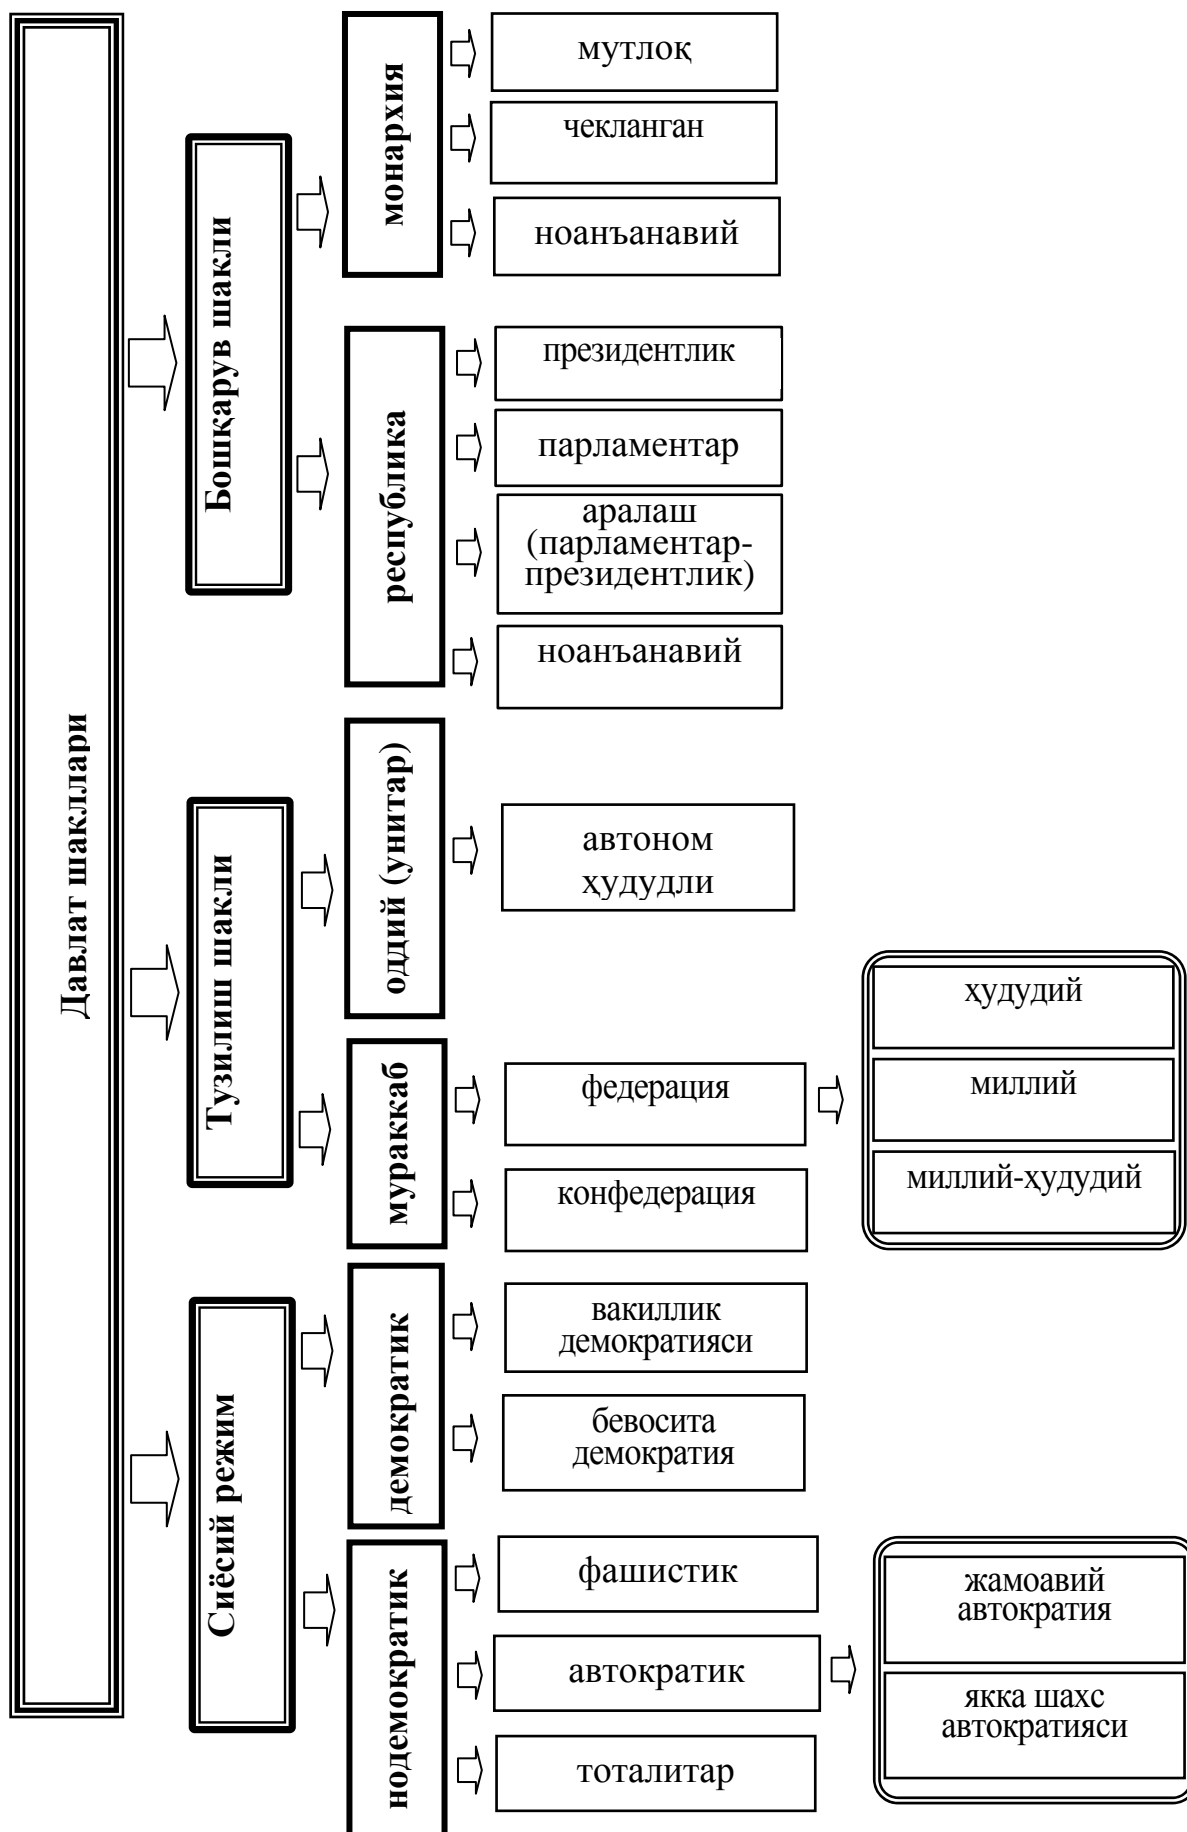 Давлат шакллари
Бошқарув шакли
монархия
мутлоқ
чекланган
ноанъанавий
республика
президентлик
парламентар
аралаш
(парламентар-
президентлик)
ноанъанавий
Тузилиш шакли
оддий (унитар)
автоном
ҳудудли
мураккаб
федерация
ҳудудий
миллий
миллий-ҳудудий
конфедерация
Сиёсий режим
демократик
вакиллик
демократияси
бевосита
демократия
нодемократик
фашистик
автократик
жамоавий
автократия
якка шахс
автократияси
тоталитар